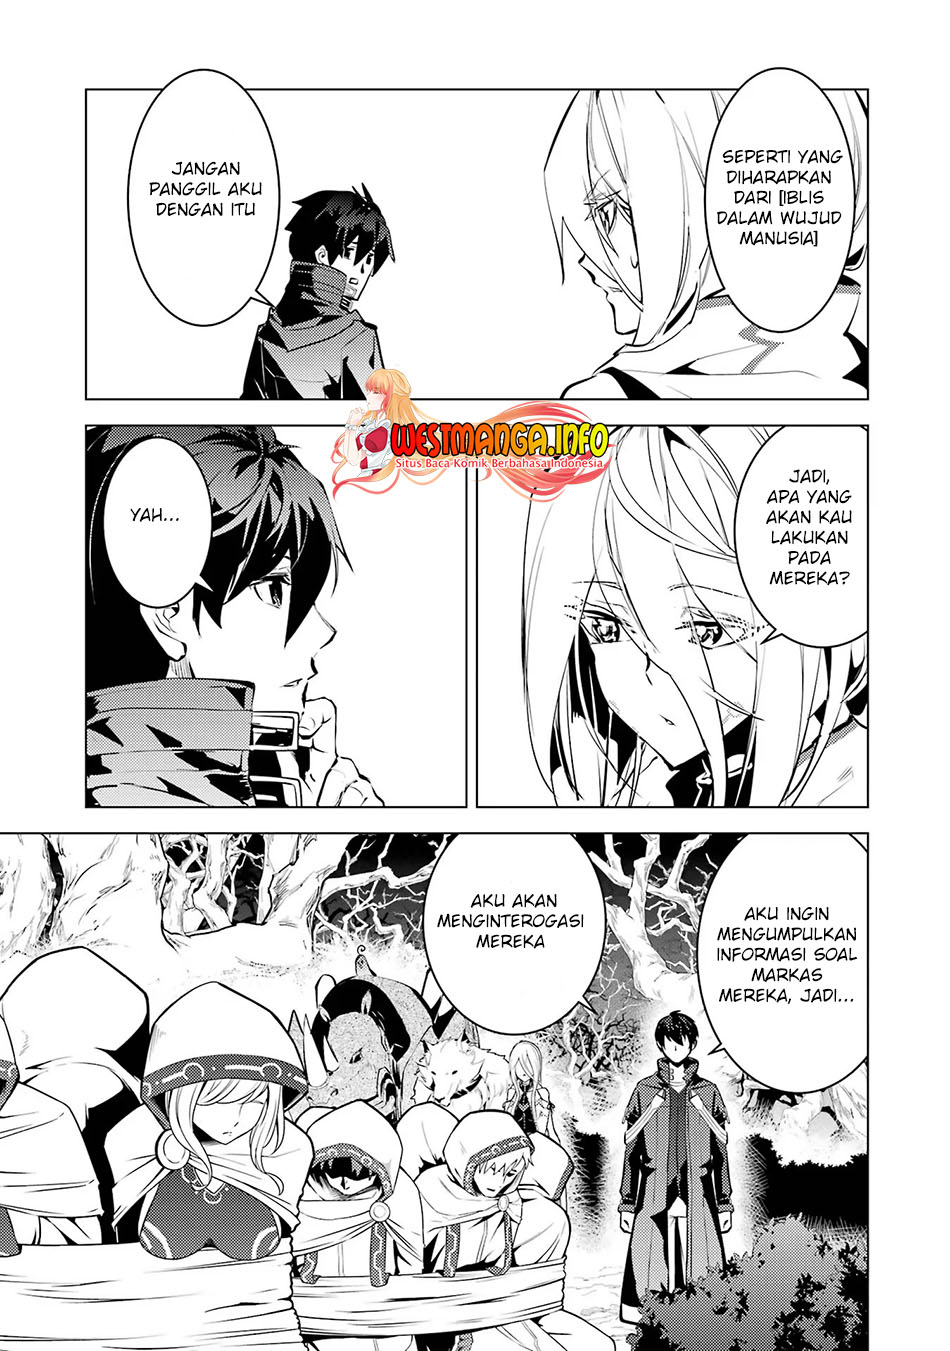 SEPERTI YANG
DIHARAPKAN
DARI [IBLIS
DALAM WUJUD
MANUSIA]
JANGAN
PANGGIL AKU
DENGAN ITU
WESTMANGA.INFO
Situs Baca Komik Berbahasa Indonesia
JADI,
APA YANG
AKAN KAU
LAKUKAN
PADA
MEREKA?
YAH...
AKU INGIN
MENGUMPULKAN
INFORMASI SOAL
MARKAS
MEREKA, JADI...
AKU AKAN
MENGINTEROGASI
MEREKA